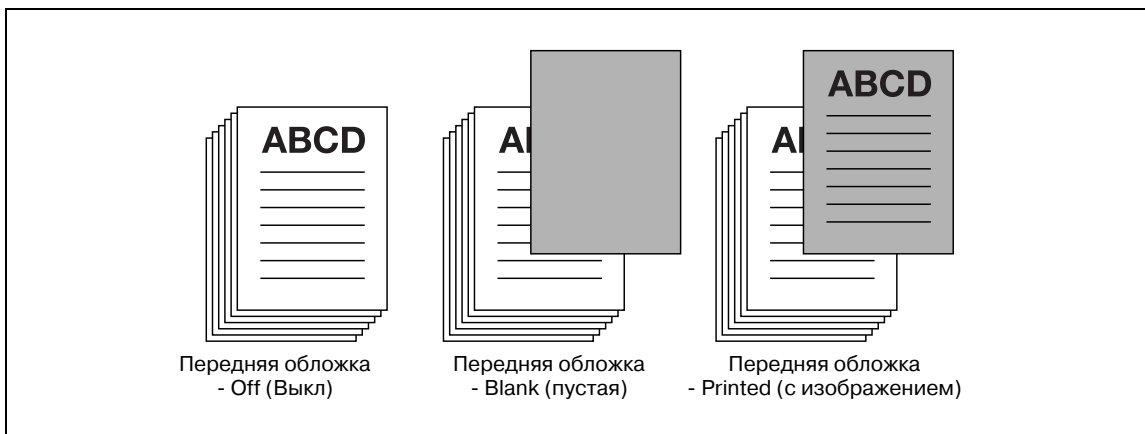 ABCD
AI
AI
ABCD
Передняя обложка
- Off (Выкл)
Передняя обложка
- Blank (пустая)
Передняя обложка
- Printed (с изображением)